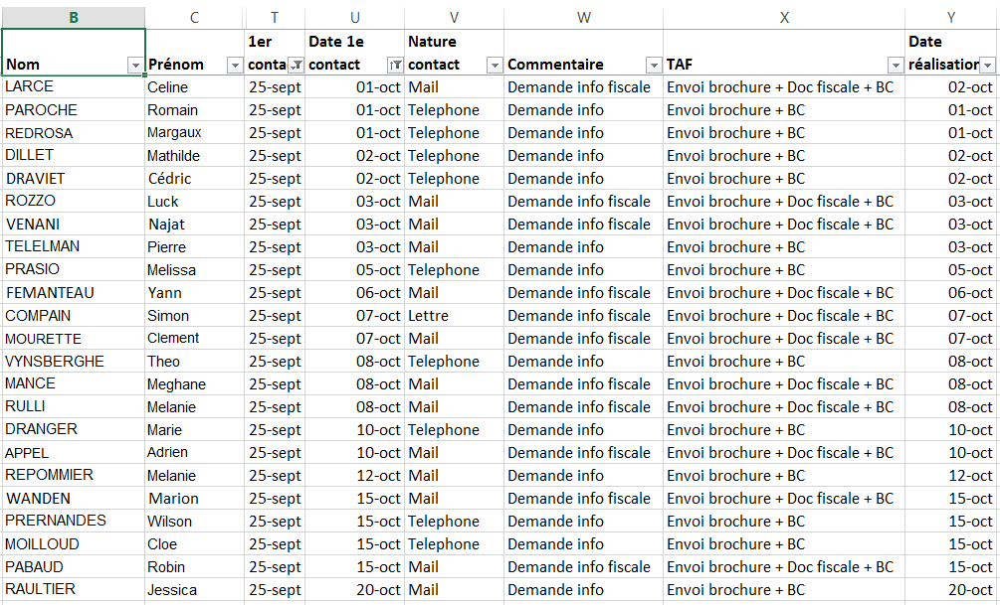 B C T U V W X Y
1er Date 1e Nature Date
Nom Prénom conta contact contact Commentaire TAF réalisation
LARCE Celine 25-sept 01-oct Mail Demande info fiscale Envoi brochure + Doc fiscale + BC 02-oct
PAROCHE Romain 25-sept 01-oct Telephone Demande info Envoi brochure + BC 01-oct
REDROSA Margaux 25-sept 01-oct Telephone Demande info Envoi brochure + BC 01-oct
DILLET Mathilde 25-sept 02-oct Telephone Demande info Envoi brochure + BC 02-oct
DRAVIET Cédric 25-sept 02-oct Telephone Demande info Envoi brochure + BC 02-oct
ROZZO Luck 25-sept 03-oct Mail Demande info fiscale Envoi brochure + Doc fiscale + BC 03-oct
VENANI Najat 25-sept 03-oct Mail Demande info fiscale Envoi brochure + Doc fiscale + BC 03-oct
TELELMAN Pierre 25-sept 03-oct Mail Demande info Envoi brochure + BC 03-oct
PRASIO Melissa 25-sept 05-oct Telephone Demande info Envoi brochure + BC 05-oct
FEMANTEAU Yann 25-sept 06-oct Mail Demande info fiscale Envoi brochure + Doc fiscale + BC 06-oct
COMPAIN Simon 25-sept 07-oct Lettre Demande info fiscale Envoi brochure + Doc fiscale + BC 07-oct
MOURETTE Clement 25-sept 07-oct Mail Demande info fiscale Envoi brochure + Doc fiscale + BC 07-oct
VYNSBERGHE Theo 25-sept 08-oct Telephone Demande info Envoi brochure + BC 08-oct
MANCE Meghane 25-sept 08-oct Mail Demande info fiscale Envoi brochure + Doc fiscale + BC 08-oct
RULLI Melanie 25-sept 08-oct Mail Demande info fiscale Envoi brochure + Doc fiscale + BC 08-oct
DRANGER Marie 25-sept 10-oct Telephone Demande info Envoi brochure + BC 10-oct
APPEL Adrien 25-sept 10-oct Mail Demande info fiscale Envoi brochure + Doc fiscale + BC 10-oct
REPOMMIER Melanie 25-sept 12-oct Mail Demande info Envoi brochure + BC 12-oct
WANDEN Marion 25-sept 15-oct Mail Demande info fiscale Envoi brochure + Doc fiscale + BC 15-oct
PRERNANDES Wilson 25-sept 15-oct Telephone Demande info Envoi brochure + BC 15-oct
MOILLOUD Cloe 25-sept 15-oct Telephone Demande info Envoi brochure + BC 15-oct
PABAUD Robin 25-sept 15-oct Mail Demande info fiscale Envoi brochure + Doc fiscale + BC 15-oct
RAULTIER Jessica 25-sept 20-oct Mail Demande info Envoi brochure + BC 20-oct